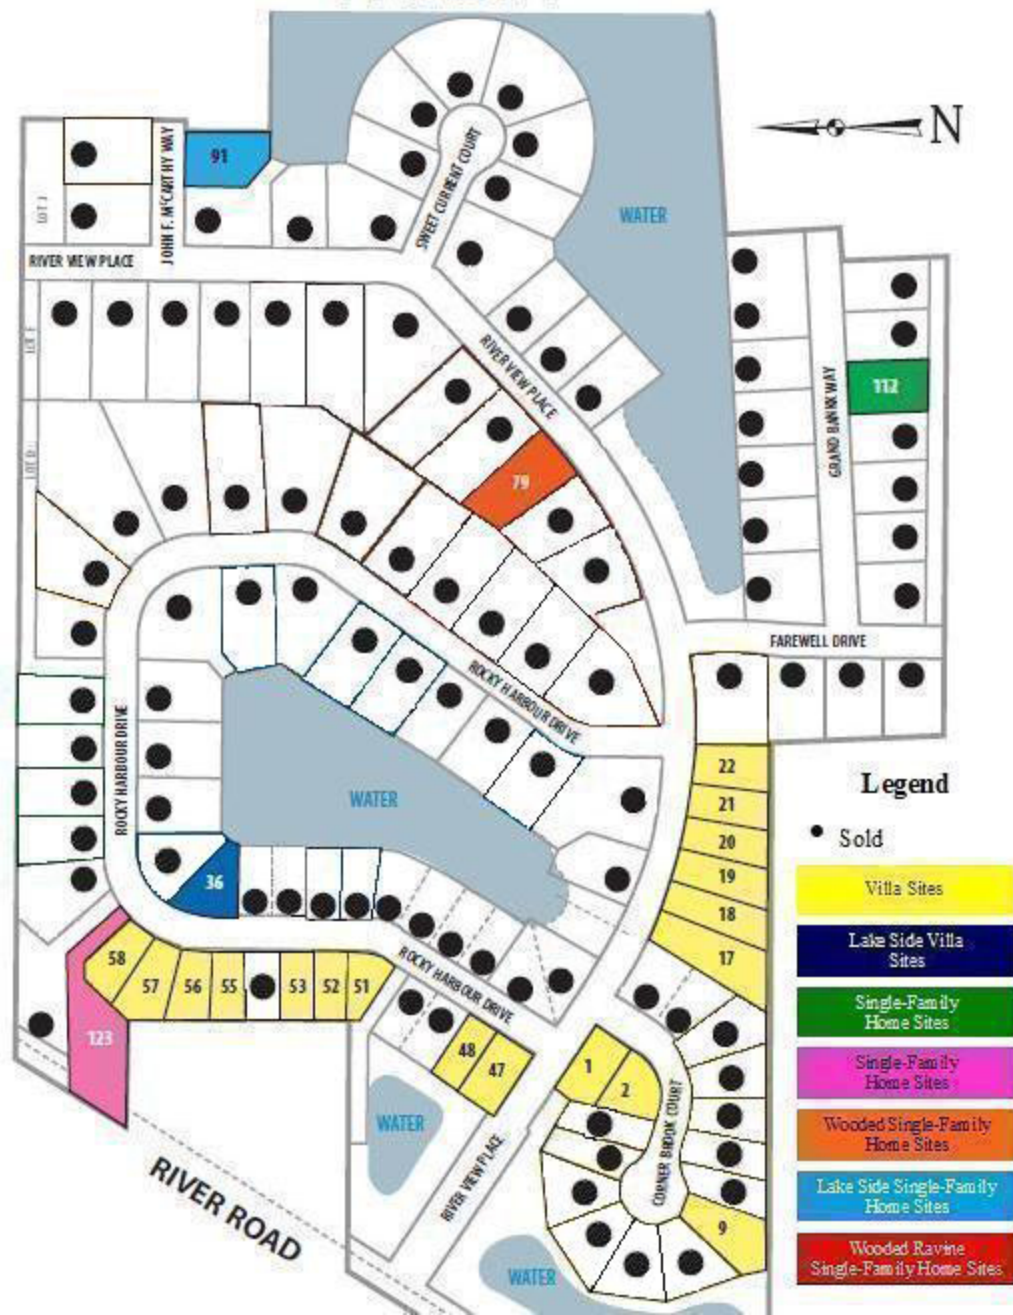 N
91
JOHN F. McCARTHY WAY
SWEET CURRENT COURT
WATER
LOT J
RIVER VIEW PLACE
RIVER VIEW PLACE
GRAND BANKK WAY
112
79
FAREWELL DRIVE
ROCKY HARBOUR DRIVE
ROCKY HARBOUR DRIVE
WATER
22
21
20
19
18
17
36
Legend
Sold
Villa Sites
Lake Side Villa
Sites
Single-Family
Home Sites
Single-Family
Home Sites
Wooded Single-Family
Home Sites
Lake Side Single-Family
Home Sites
Wooded Ravine
Single-Family Home Sites
58
57
56
55
53
52
51
ROCKY HARBOUR DRIVE
123
48
47
1
2
CORNER BROOK COURT
WATER
RIVER VIEW PLACE
9
RIVER ROAD
WATER